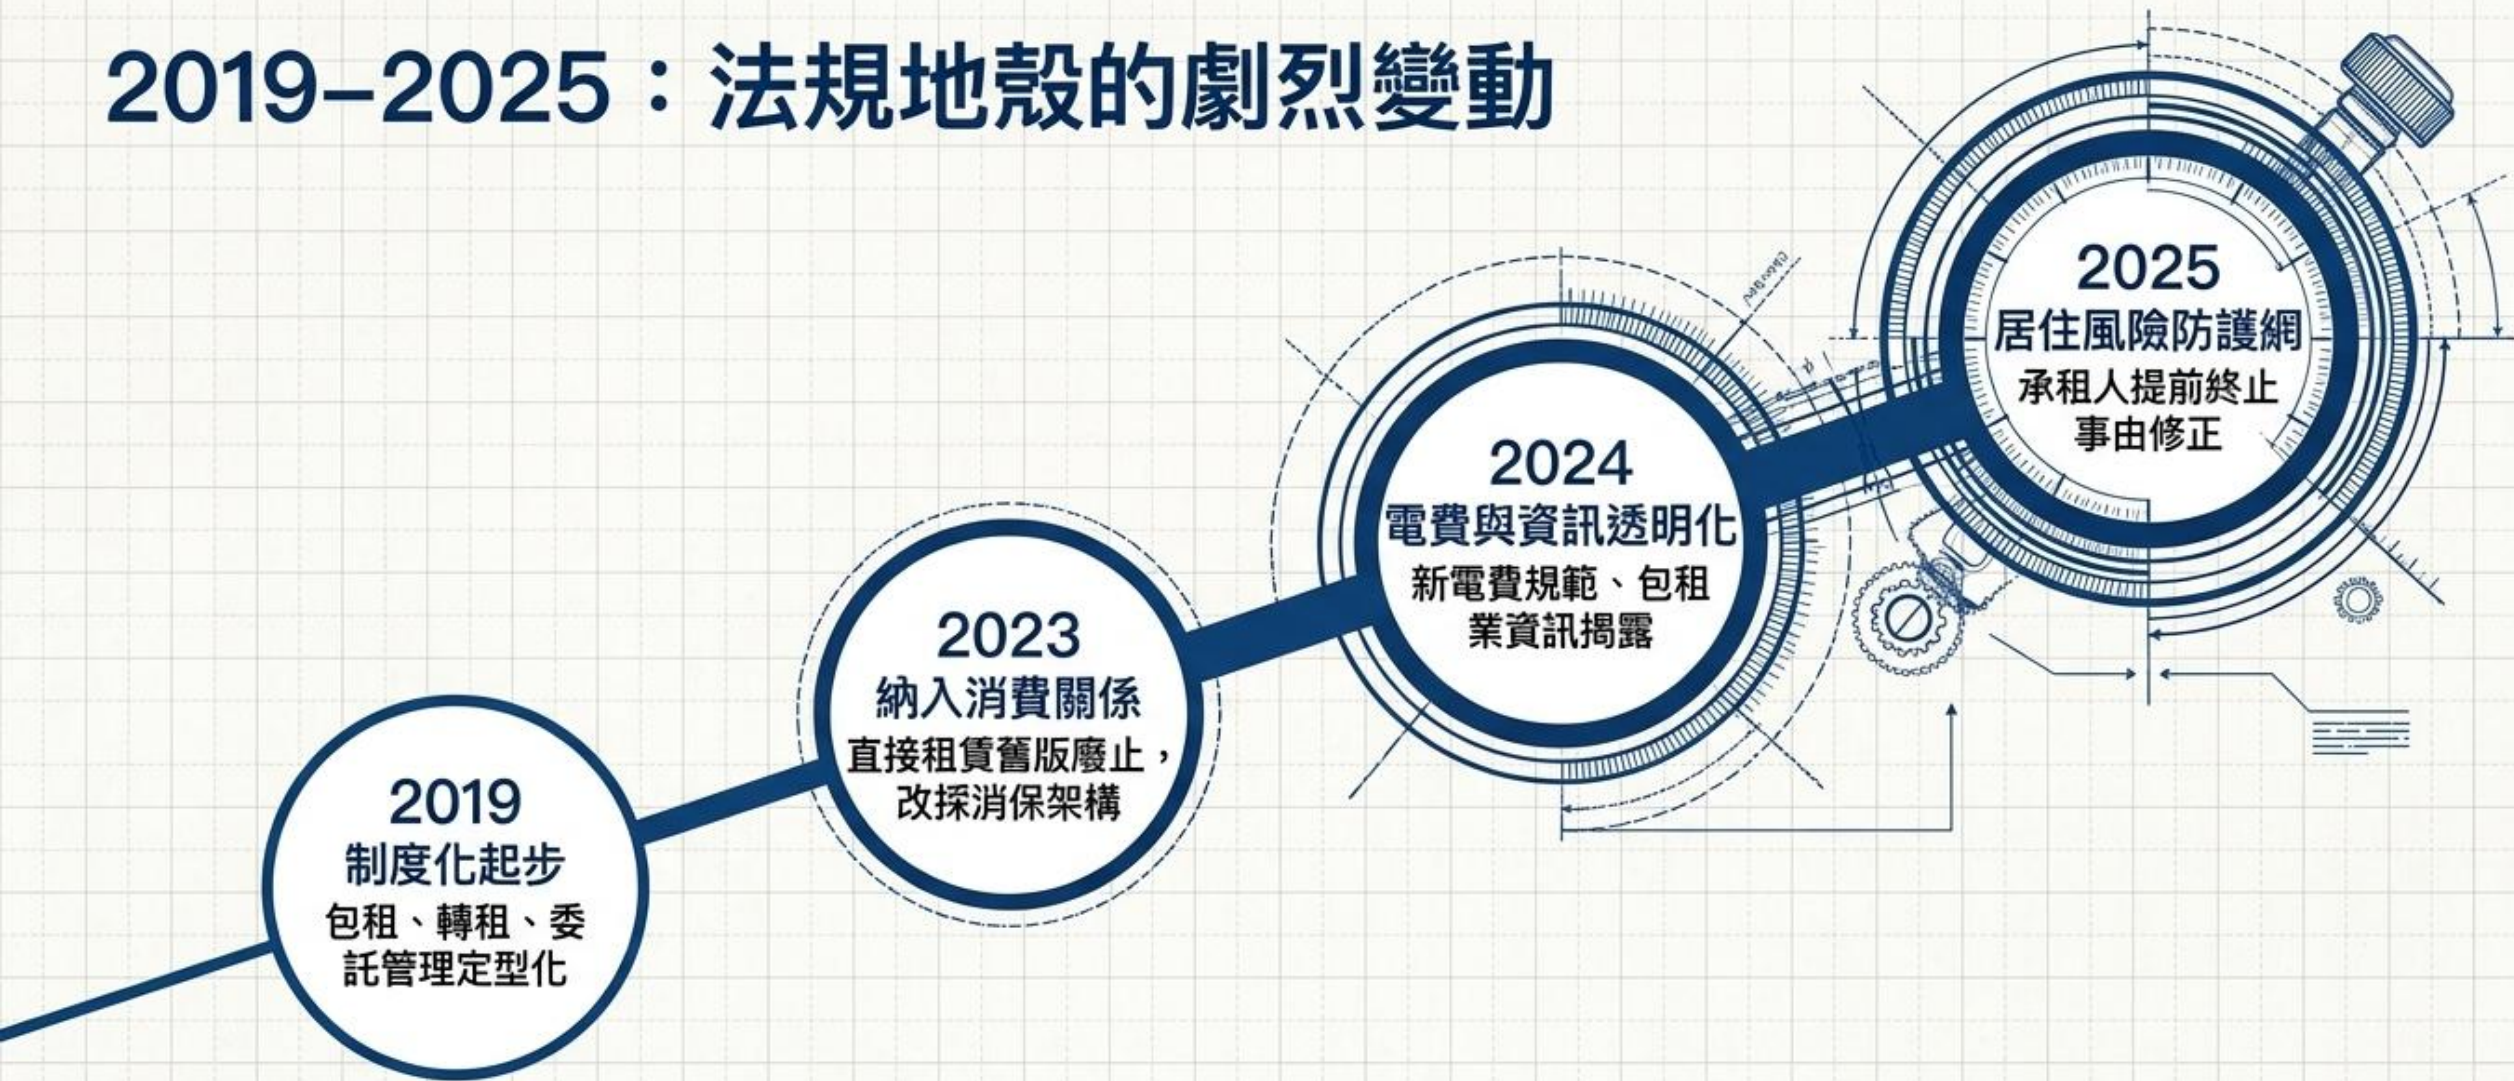 2019–2025：法規地殼的劇烈變動
2019
制度化起步
包租、轉租、委
託管理定型化
2023
納入消費關係
直接租賃舊版廢止，
改採消保架構
2024
電費與資訊透明化
新電費規範、包租
業資訊揭露
2025
居住風險防護網
承租人提前終止
事由修正